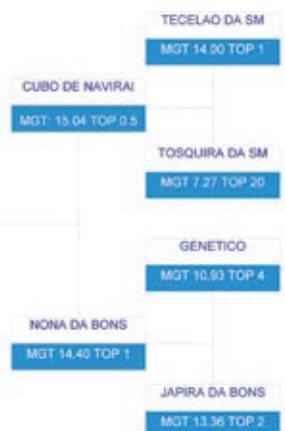 TECELAO DA SM
MGT 14.00 TOP 1
CUBO DE NAVIRAI
MGT: 15.04 TOP 0.5
TOSQUIRA DA SM
MGT 7.27 TOP 20
GENETICO
MGT 10.93 TOP 4
NONA DA BONS
MGT 14.40 TOP 1
JAPIRA DA BONS
MGT 13.36 TOP 2